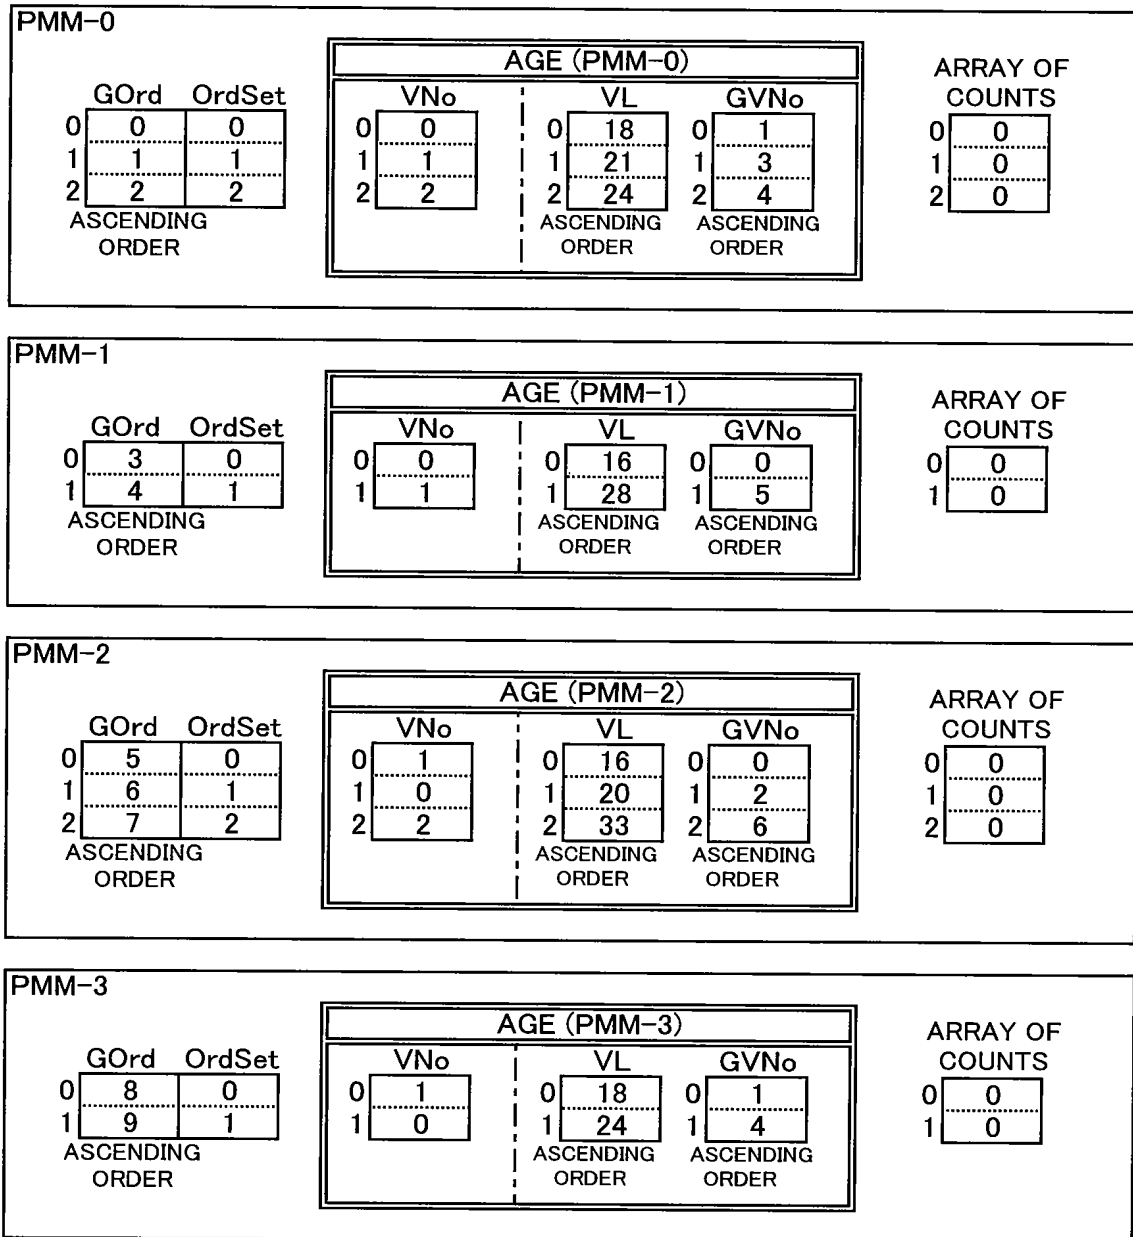 PMM-0
AGE (PMM-0)
ARRAY OF
COUNTS
GOrd OrdSet VNo VL GVNo
0 0 0 0 0 0 18 0 1 0 0
1 1 1 1 1 1 21 1 3 1 0
2 2 2 2 2 2 24 2 4 2 0
ASCENDING ASCENDING ASCENDING
ORDER ORDER ORDER
PMM-1
AGE (PMM-1)
ARRAY OF
COUNTS
GOrd OrdSet VNo VL GVNo
0 3 0 0 0 0 16 0 0 0 0
1 4 1 1 1 1 28 1 5 1 0
ASCENDING ASCENDING ASCENDING
ORDER ORDER ORDER
PMM-2
AGE (PMM-2)
ARRAY OF
COUNTS
GOrd OrdSet VNo VL GVNo
0 5 0 0 1 0 16 0 0 0 0
1 6 1 1 0 1 20 1 2 1 0
2 7 2 2 2 2 33 2 6 2 0
ASCENDING ASCENDING ASCENDING
ORDER ORDER ORDER
PMM-3
AGE (PMM-3)
ARRAY OF
COUNTS
GOrd OrdSet VNo VL GVNo
0 8 0 0 1 0 18 0 1 0 0
1 9 1 1 0 1 24 1 4 1 0
ASCENDING ASCENDING ASCENDING
ORDER ORDER ORDER